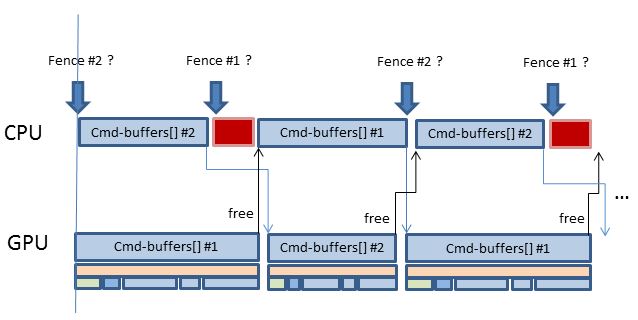 Fence #2 ?
Fence #1 ?
Fence #2 ?
Fence #1 ?
CPU
Cmd-buffers[] #2
Cmd-buffers[] #1
Cmd-buffers[] #2
...
free
free
free
GPU
Cmd-buffers[] #1
Cmd-buffers[] #2
Cmd-buffers[] #1